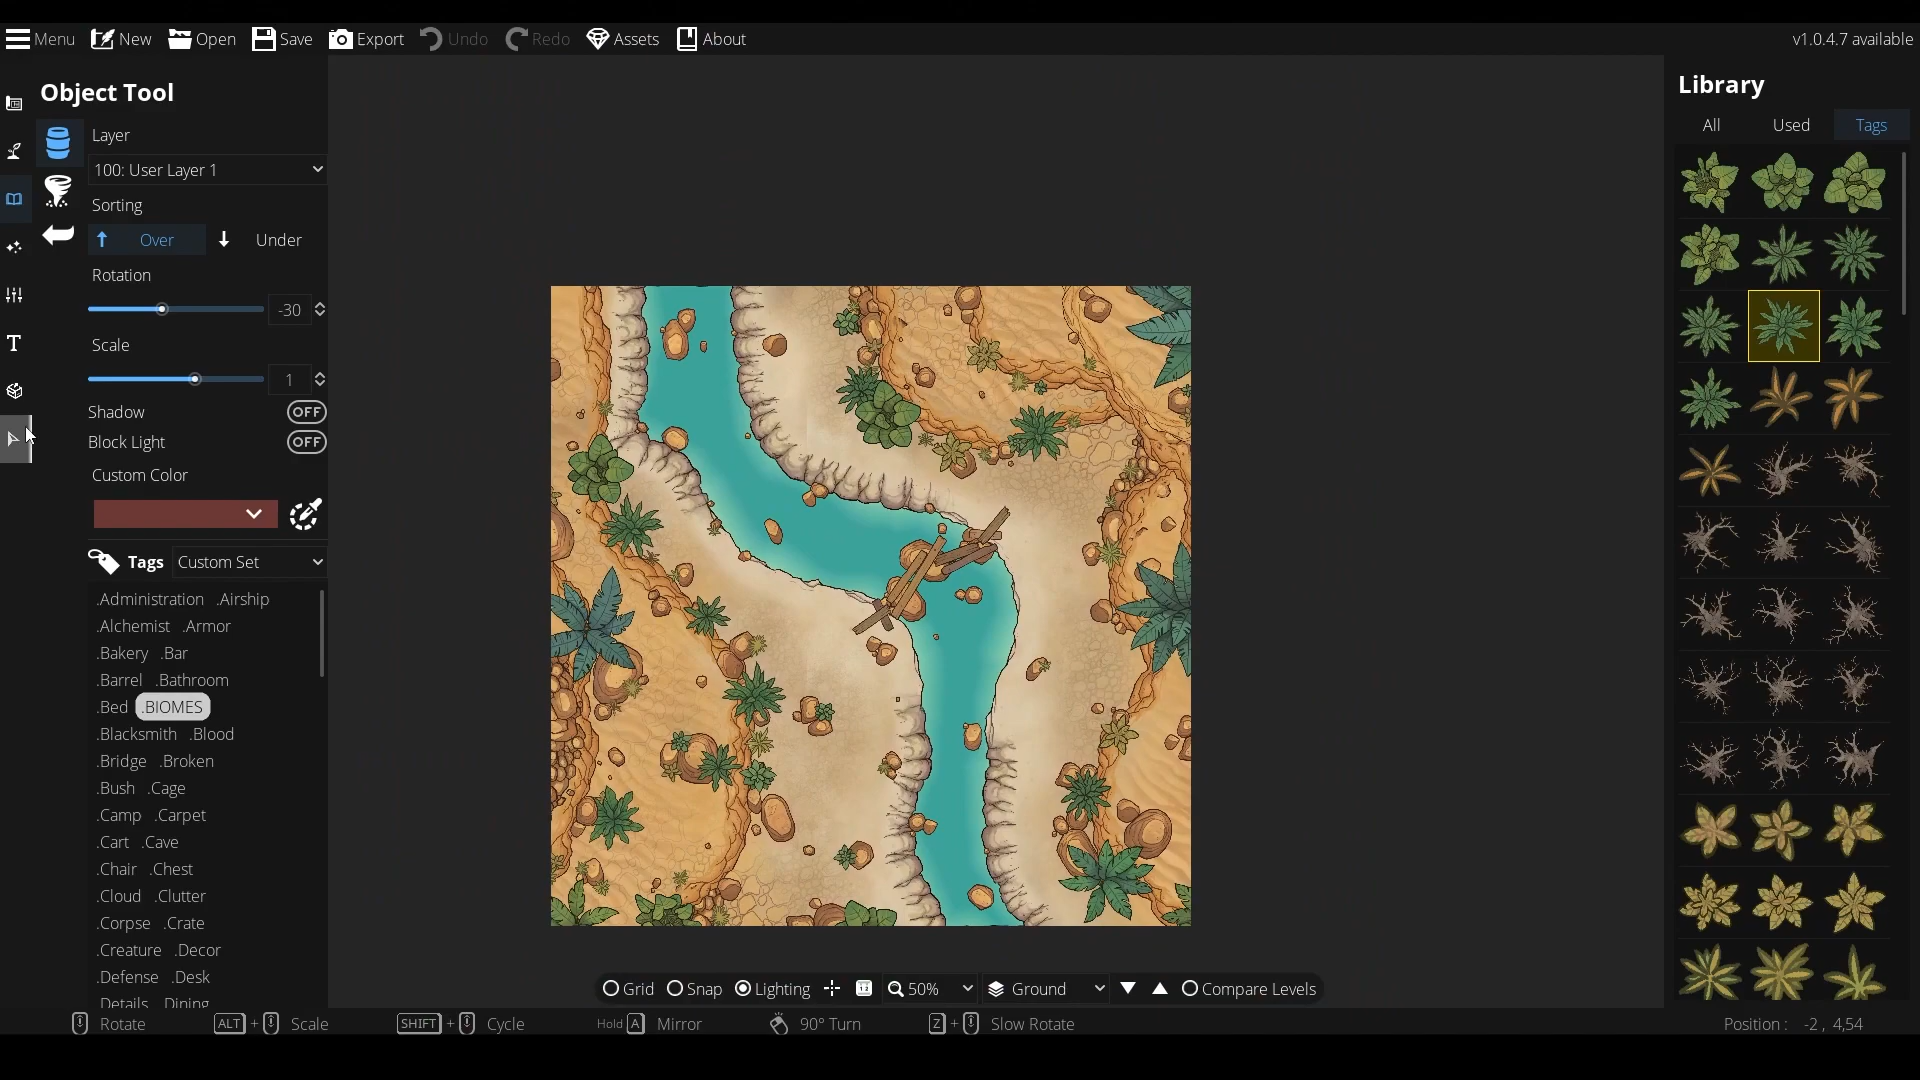 Menu New Open Save Export Undo Redo Assets About v1.0.4.7 available
Object Tool
Layer
100: User Layer 1
Sorting
Over Under
Rotation
-30
Scale
1
Shadow OFF
Block Light OFF
Custom Color
Tags Custom Set
.Administration .Airship
.Alchemist .Armor
.Bakery .Bar
.Barrel .Bathroom
.Bed .BIOMES
.Blacksmith .Blood
.Bridge .Broken
.Bush .Cage
.Camp .Carpet
.Cart .Cave
.Chair .Chest
.Cloud .Clutter
.Corpse .Crate
.Creature .Decor
.Defense .Desk
.Details .Dining
Library
All Used Tags
Grid Snap Lighting 50% Ground Compare Levels
Rotate ALT + Scale SHIFT + Cycle Hold A Mirror 90° Turn Z + Slow Rotate Position : -2 , 4,54